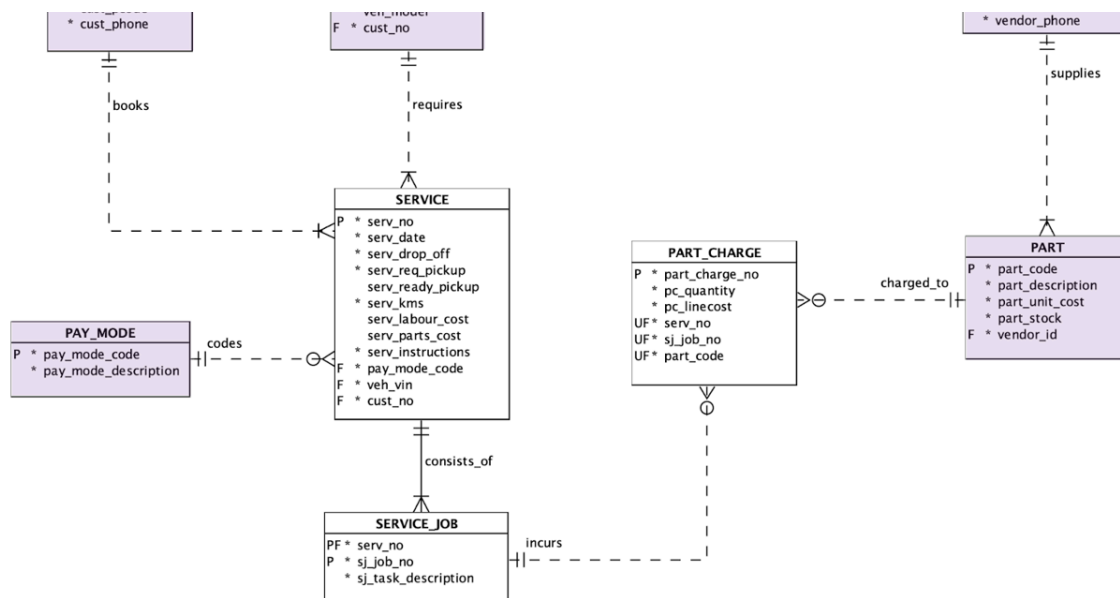 * cust_phone
veh_model
F * cust_no
* vendor_phone
books
requires
supplies
SERVICE
P * serv_no
* serv_date
* serv_drop_off
* serv_req_pickup
serv_ready_pickup
* serv_kms
serv_labour_cost
serv_parts_cost
* serv_instructions
F * pay_mode_code
F * veh_vin
F * cust_no
PAY_MODE
P * pay_mode_code
* pay_mode_description
codes
PART_CHARGE
P * part_charge_no
* pc_quantity
* pc_linecost
UF * serv_no
UF * sj_job_no
UF * part_code
charged_to
PART
P * part_code
* part_description
* part_unit_cost
* part_stock
F * vendor_id
consists_of
SERVICE_JOB
PF * serv_no
P * sj_job_no
* sj_task_description
incurs